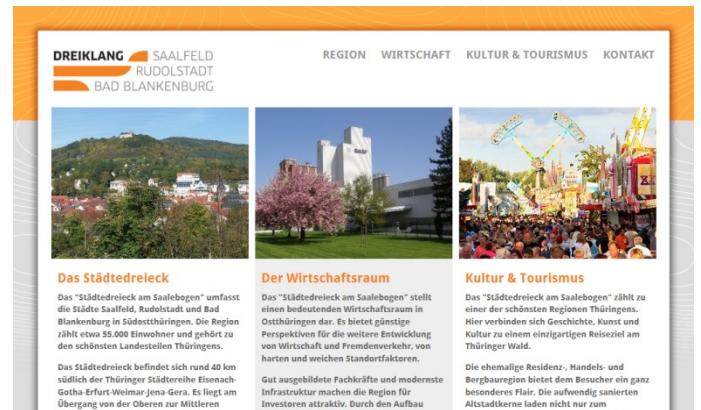 DREIKLANG SAALFELD
RUDOLSTADT
BAD BLANKENBURG
REGION WIRTSCHAFT KULTUR & TOURISMUS KONTAKT
Das Städtedreieck
Das "Städtedreieck am Saalebogen" umfasst
die Städte Saalfeld, Rudolstadt und Bad
Blankenburg in Südostthüringen. Die Region
zählt etwa 55.000 Einwohner und gehört zu
den schönsten Landesteilen Thüringens.
Das Städtedreieck befindet sich rund 40 km
südlich der Thüringer Städtereihe Eisenach-
Gotha-Erfurt-Weimar-Jena-Gera. Es liegt am
Übergang von der Oberen zur Mittleren
Der Wirtschaftsraum
Das "Städtedreieck am Saalebogen" stellt
einen bedeutenden Wirtschaftsraum in
Ostthüringen dar. Es bietet günstige
Perspektiven für die weitere Entwicklung
von Wirtschaft und Fremdenverkehr, von
harten und weichen Standortfaktoren.
Gut ausgebildete Fachkräfte und modernste
Infrastruktur machen die Region für
Investoren attraktiv. Durch den Aufbau
Kultur & Tourismus
Das "Städtedreieck am Saalebogen" zählt zu
einer der schönsten Regionen Thüringens.
Hier verbinden sich Geschichte, Kunst und
Kultur zu einem einzigartigen Reiseziel am
Thüringer Wald.
Die ehemalige Residenz-, Handels- und
Bergbauregion bietet dem Besucher ein ganz
besonderes Flair. Die aufwendig sanierten
Altstadtkerne laden nicht nur zum